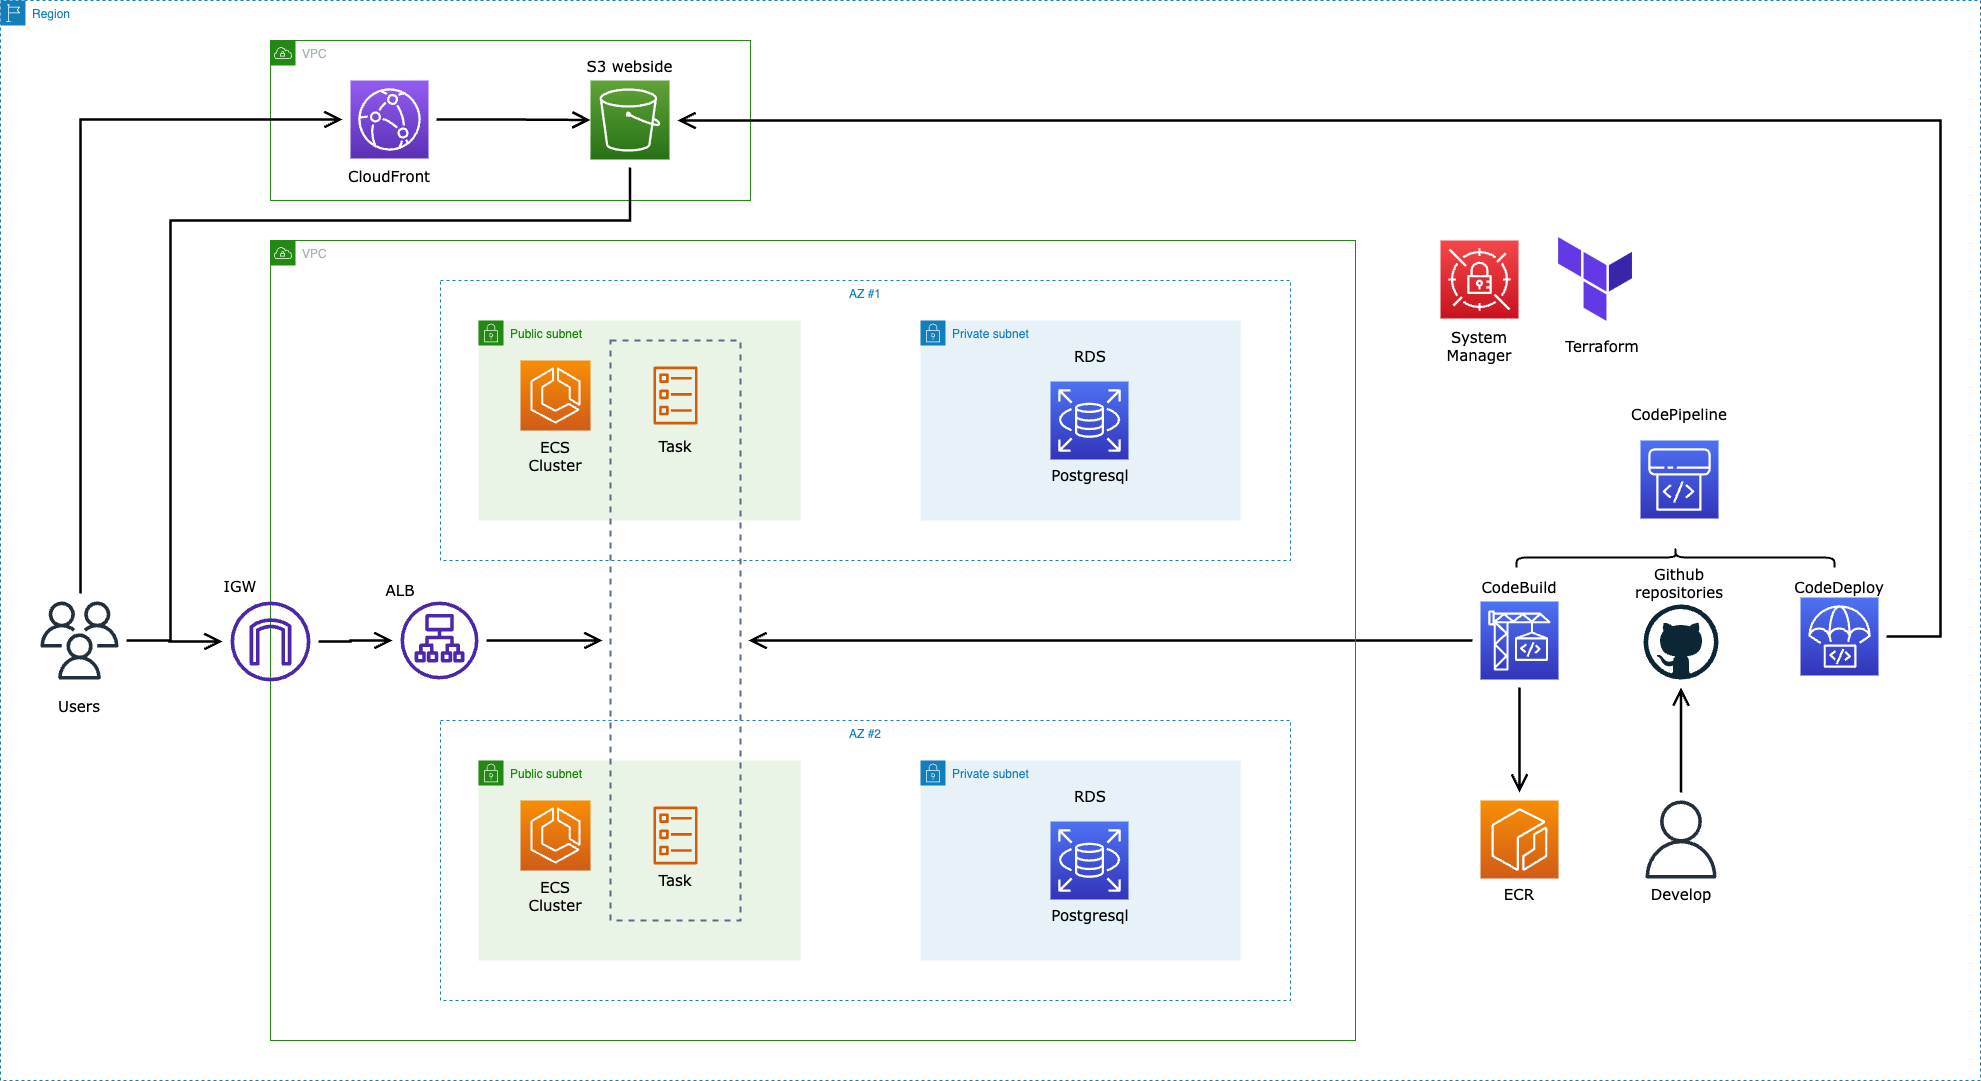 Region
VPC
S3 webside
CloudFront
VPC
AZ #1
Public subnet
ECS
Cluster
Task
Private subnet
RDS
Postgresql
System
Manager
Terraform
CodePipeline
IGW
ALB
Users
CodeBuild
Github
repositories
CodeDeploy
AZ #2
Public subnet
ECS
Cluster
Task
Private subnet
RDS
Postgresql
ECR
Develop